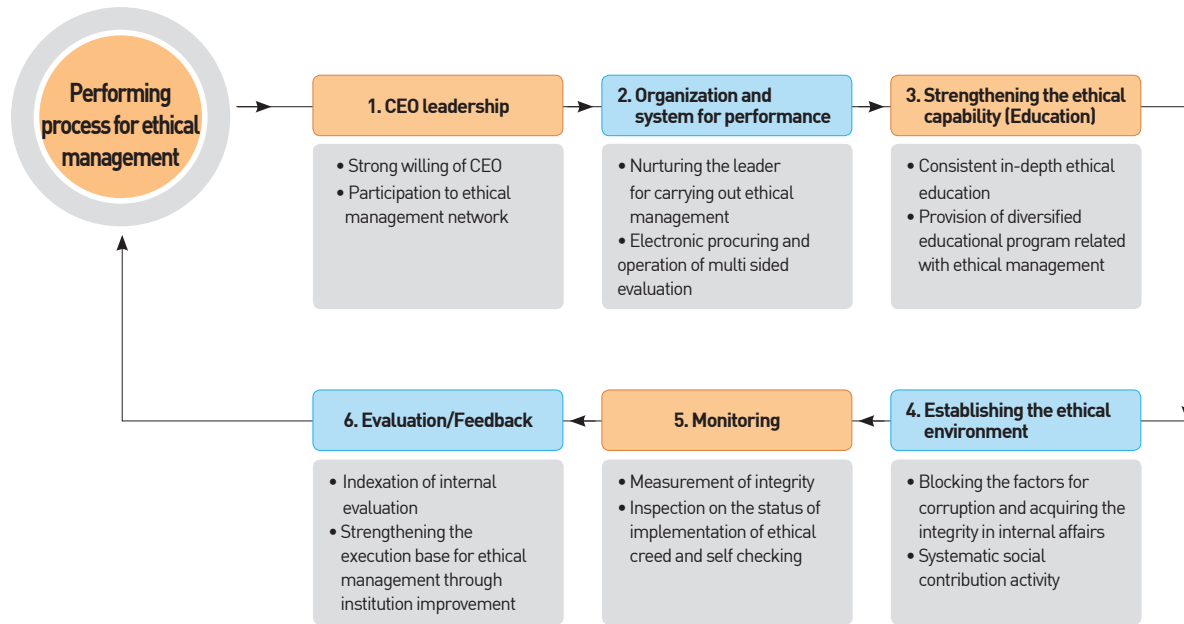 Performing
process for ethical
management
1. CEO leadership
• Strong willing of CEO
• Participation to ethical
management network
2. Organization and
system for performance
• Nurturing the leader
for carrying out ethical
management
• Electronic procuring and
operation of multi sided
evaluation
3. Strengthening the ethical
capability (Education)
• Consistent in-depth ethical
education
• Provision of diversified
educational program related
with ethical management
4. Establishing the ethical
environment
• Blocking the factors for
corruption and acquiring the
integrity in internal affairs
• Systematic social
contribution activity
5. Monitoring
• Measurement of integrity
• Inspection on the status of
implementation of ethical
creed and self checking
6. Evaluation/Feedback
• Indexation of internal
evaluation
• Strengthening the
execution base for ethical
management through
institution improvement